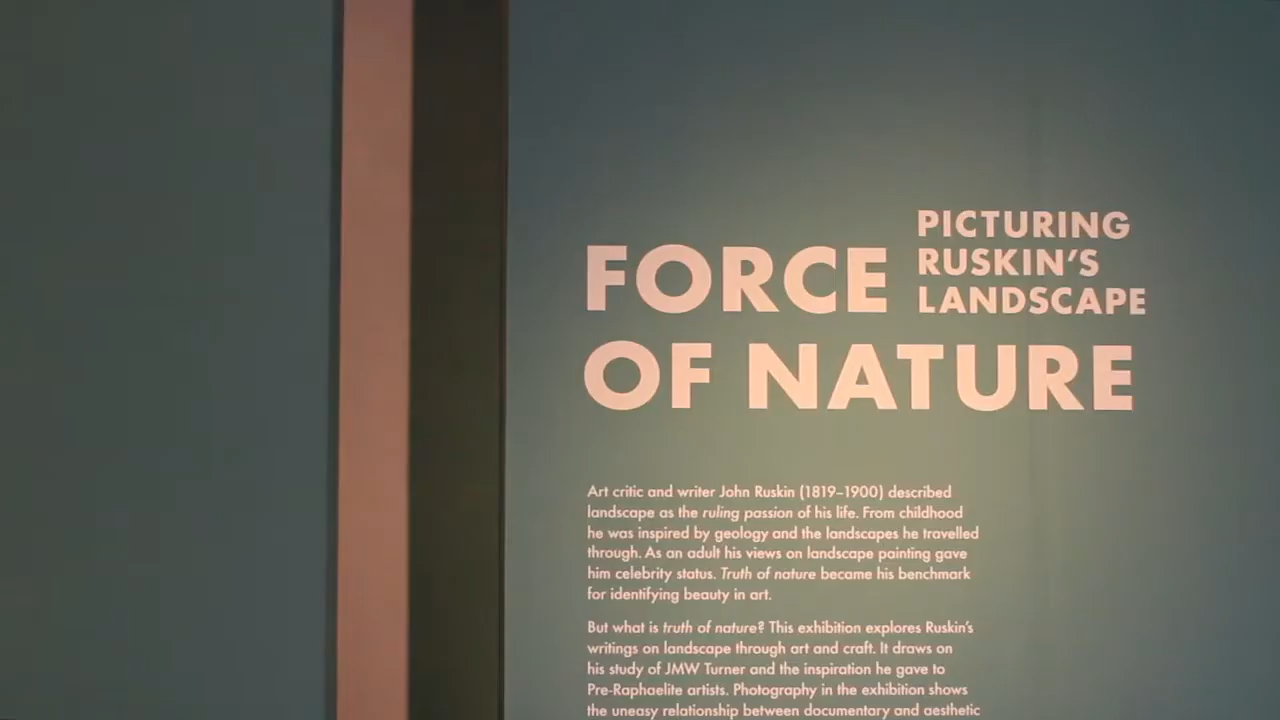 FORCE
PICTURING
RUSKIN'S
LANDSCAPE
OF NATURE
Art critic and writer John Ruskin (1819–1900) described
landscape as the ruling passion of his life. From childhood
he was inspired by geology and the landscapes he travelled
through. As an adult his views on landscape painting gave
him celebrity status. Truth of nature became his benchmark
for identifying beauty in art.
But what is truth of nature? This exhibition explores Ruskin's
writings on landscape through art and craft. It draws on
his study of JMW Turner and the inspiration he gave to
Pre-Raphaelite artists. Photography in the exhibition shows
the uneasy relationship between documentary and aesthetic